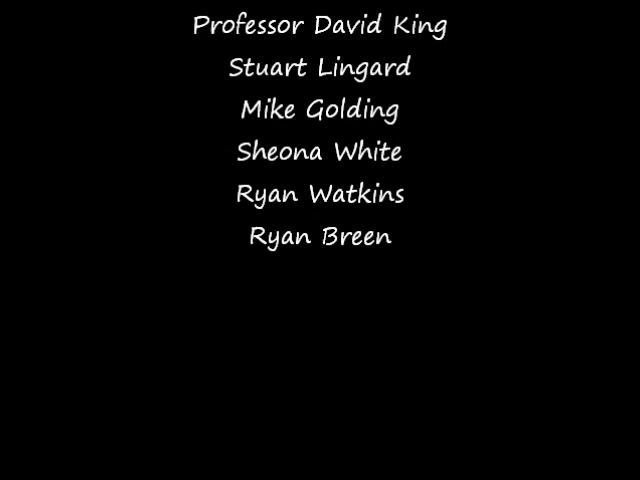 Professor David King
Stuart Lingard
Mike Golding
Sheona White
Ryan Watkins
Ryan Breen